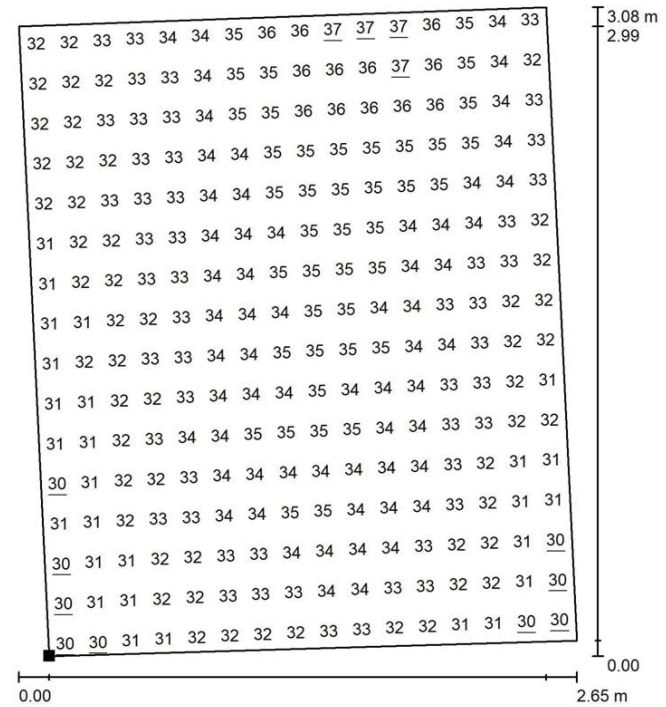 32 32 33 33 34 34 35 36 36 37 37 37 36 35 34 33
3.08 m
2.99
32 32 32 33 33 34 35 35 36 36 36 37 36 35 34 32
32 32 33 33 33 34 35 35 36 36 36 36 36 35 34 33
32 32 32 33 33 34 34 35 35 35 35 35 35 35 34 33
32 32 33 33 33 34 34 35 35 35 35 35 35 34 34 33
31 32 32 33 33 34 34 34 35 35 35 34 34 34 33 32
31 32 32 33 33 34 34 35 35 35 35 34 34 33 33 32
31 31 32 32 33 34 34 34 35 35 34 34 33 33 32 32
31 32 32 33 33 34 34 35 35 35 35 34 34 33 32 32
31 31 32 32 33 34 34 34 35 34 34 34 33 33 32 31
31 31 32 33 34 34 35 35 35 35 34 34 33 33 32 32
30 31 32 32 33 34 34 34 34 34 34 34 33 32 31 31
31 31 32 33 33 34 34 35 35 34 34 34 33 32 31 31
30 31 31 32 32 33 33 34 34 34 34 33 32 32 31 30
30 31 31 32 32 33 33 33 34 34 33 33 32 32 31 30
30 30 31 31 32 32 32 32 33 33 32 32 31 31 30 30
0.00
0.00
2.65 m